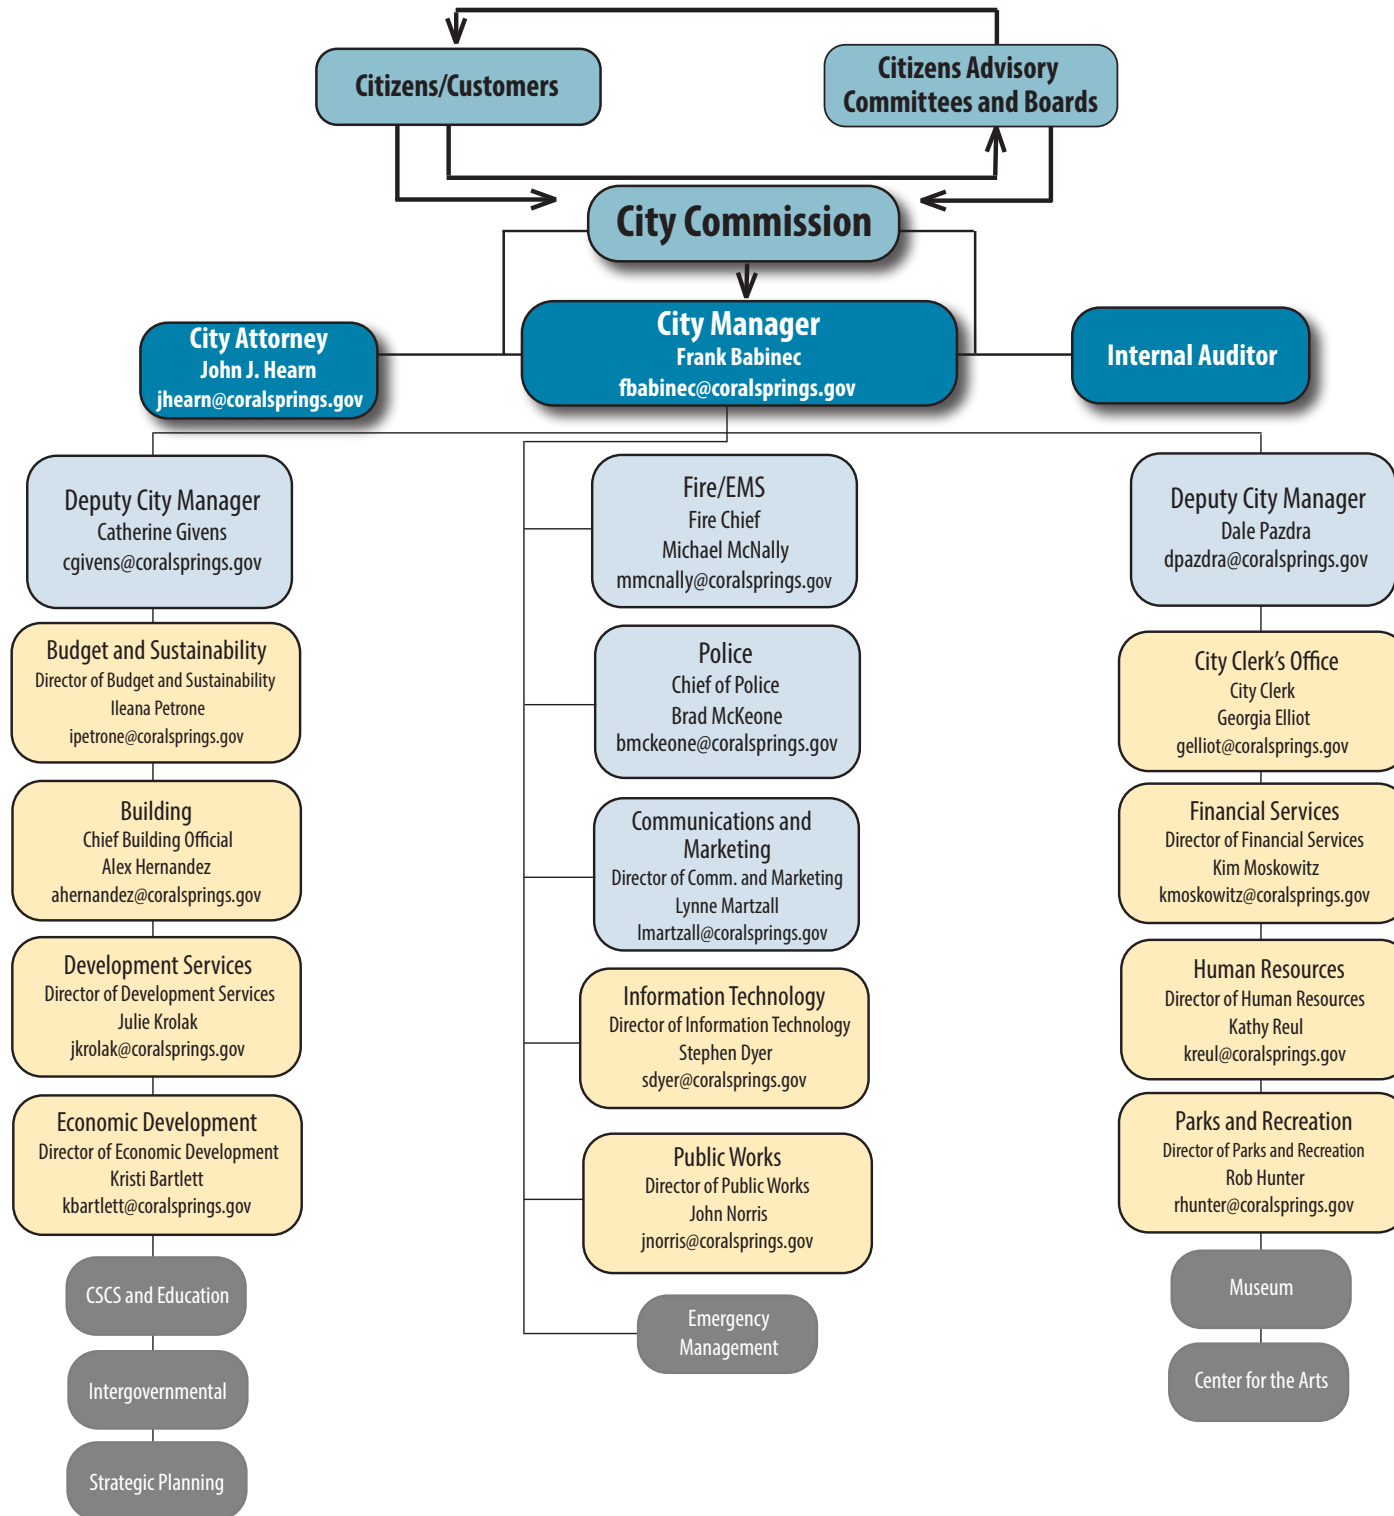 Citizens/Customers
Citizens Advisory
Committees and Boards
City Commission
City Attorney
John J. Hearn
jhearn@coralsprings.gov
City Manager
Frank Babinec
fbabinec@coralsprings.gov
Internal Auditor
Deputy City Manager
Catherine Givens
cgivens@coralsprings.gov
Budget and Sustainability
Director of Budget and Sustainability
Ileana Petrone
ipetrone@coralsprings.gov
Building
Chief Building Official
Alex Hernandez
ahernandez@coralsprings.gov
Development Services
Director of Development Services
Julie Krolak
jkrolak@coralsprings.gov
Economic Development
Director of Economic Development
Kristi Bartlett
kbartlett@coralsprings.gov
CSCS and Education
Intergovernmental
Strategic Planning
Fire/EMS
Fire Chief
Michael McNally
mmcnally@coralsprings.gov
Police
Chief of Police
Brad McKeone
bmckeone@coralsprings.gov
Communications and
Marketing
Director of Comm. and Marketing
Lynne Martzall
lmartzall@coralsprings.gov
Information Technology
Director of Information Technology
Stephen Dyer
sdyer@coralsprings.gov
Public Works
Director of Public Works
John Norris
jnorris@coralsprings.gov
Emergency
Management
Deputy City Manager
Dale Pazdra
dpazdra@coralsprings.gov
City Clerk's Office
City Clerk
Georgia Elliot
gelliot@coralsprings.gov
Financial Services
Director of Financial Services
Kim Moskowitz
kmoskowitz@coralsprings.gov
Human Resources
Director of Human Resources
Kathy Reul
kreul@coralsprings.gov
Parks and Recreation
Director of Parks and Recreation
Rob Hunter
rhunter@coralsprings.gov
Museum
Center for the Arts